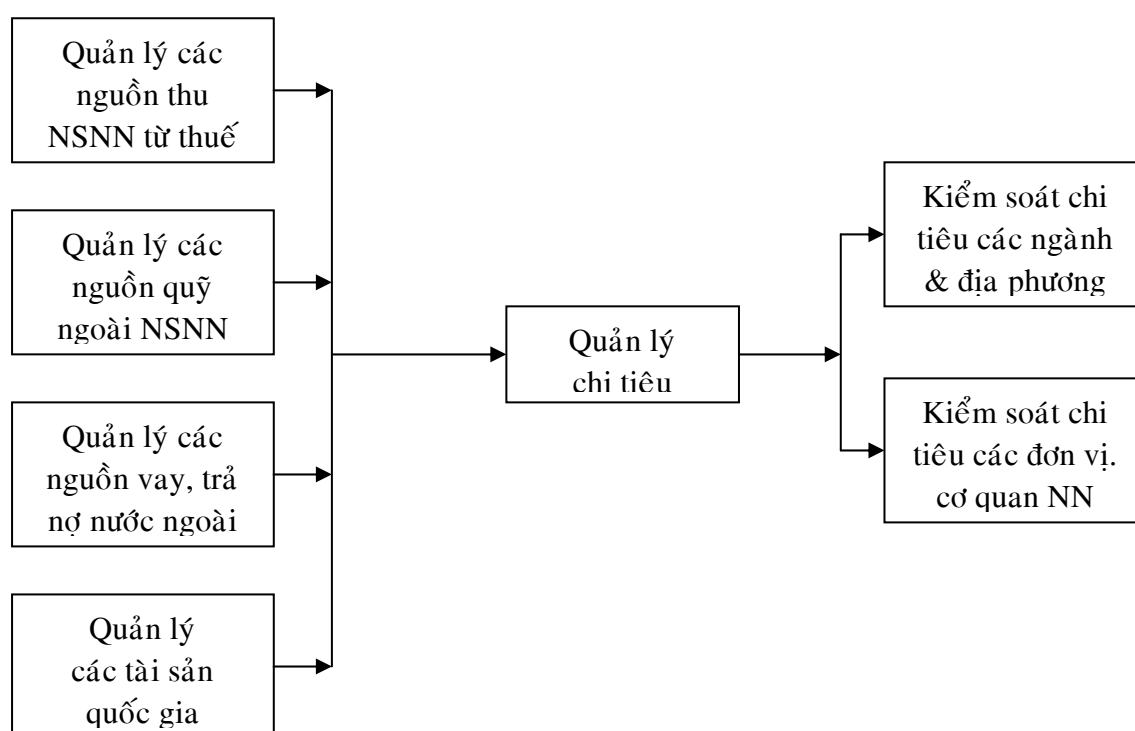 Quản lý các
nguồn thu
NSNN từ thuế
Quản lý các
nguồn quỹ
ngoài NSNN
Quản lý các
nguồn vay, trả
nợ nước ngoài
Quản lý
các tài sản
quốc gia
Quản lý
chi tiêu
Kiểm soát chi
tiêu các ngành
& địa phương
Kiểm soát chi
tiêu các đơn vị.
cơ quan NN